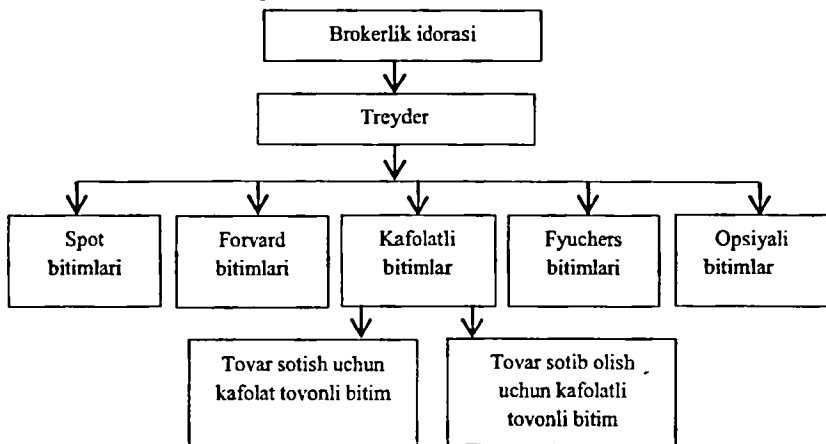 Brokerlik idorasi
Treyder
Spot
bitimlari
Forvard
bitimlari
Kafolatli
bitimlar
Fyuchers
bitimlari
Opsiyali
bitimlar
Tovar sotish uchun
kafolat tovonli bitim
Tovar sotib olish
uchun kafolatli
tovonli bitim